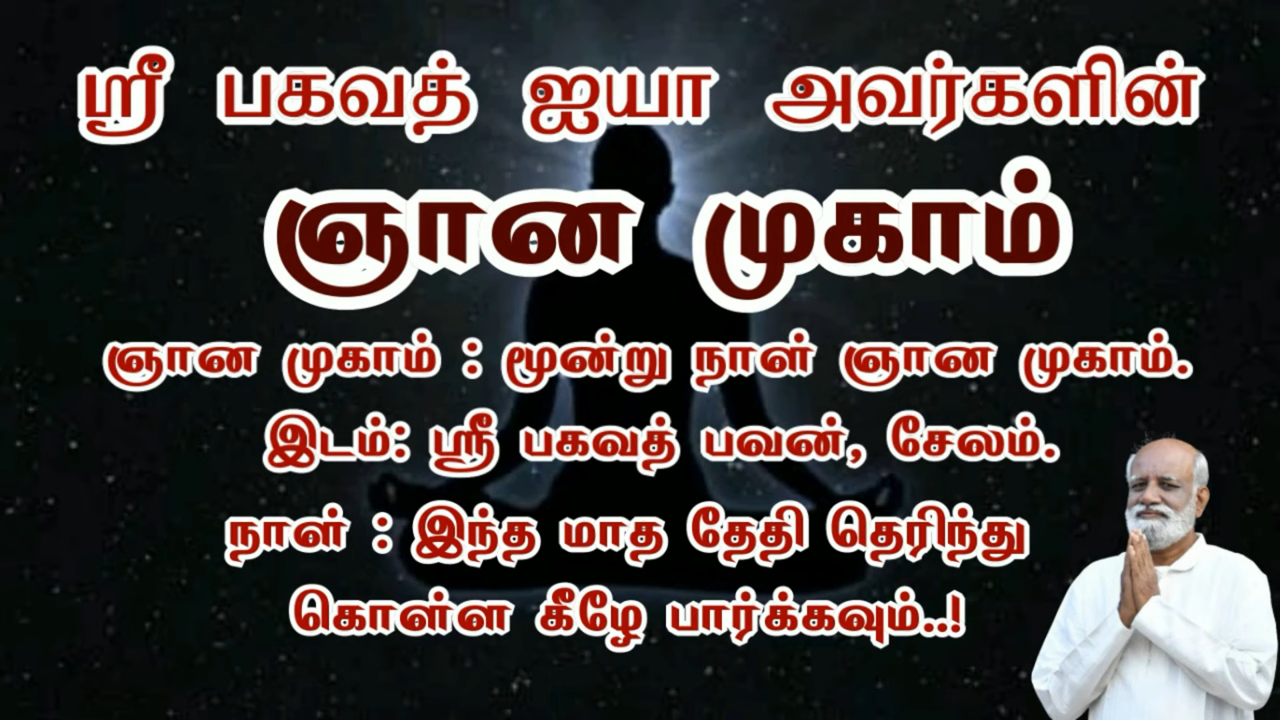 ஸ்ரீ பகவத் ஐயா அவர்களின்
ஞான முகாம்
ஞான முகாம் : மூன்று நாள் ஞான முகாம்.
இடம்: ஸ்ரீ பகவத் பவன், சேலம்.
நாள் : இந்த மாத தேதி தெரிந்து
கொள்ள கீழே பார்க்கவும்..!